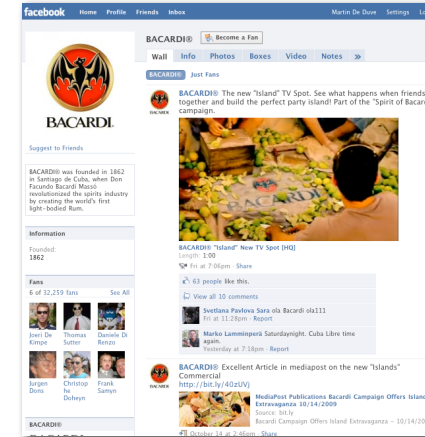 facebook Home Profile Friends Inbox Martin De Duve Settings
BACARDI® Become a Fan
Wall Info Photos Boxes Video Notes »
BACARDI® Just Fans
BACARDI® The new "Island" TV Spot. See what happens when friends
together and build the perfect party island! Part of the "Spirit of
campaign.
BACARDI® "Island" New TV Spot [HQ]
Length: 1:00
Fri at 7:06pm · Share
63 people like this.
View all 10 comments
Svetlana Pavlova Sara ola Bacardi ola111
Fri at 11:28pm · Report
Marko Lamminperä Saturdaynight. Cuba Libre time
again.
Yesterday at 7:18pm · Report
BACARDI® Excellent Article in mediapost on the new "Islands"
Commercial
http://bit.ly/40zUVj
MediaPost Publications Bacardi Campaign Offers Island
Extravaganza 10/14/2009
Source: bit.ly
Bacardi Campaign Offers Island Extravaganza - 10/14/20
October 14 at 2:46pm · Share
BACARDI.
Suggest to Friends
BACARDI® was founded in 1862
in Santiago de Cuba, when Don
Facundo Bacardí Massó
revolutionized the spirits industry
by creating the world's first
light-bodied Rum.
Information
Founded:
1862
Fans
6 of 32,259 fans See All
Joeri De
Kimpe
Thomas
Sutter
Daniele Di
Renzo
Jurgen
Dons
Christop
he
Doheyn
Frank
Samyn
BACARDI®